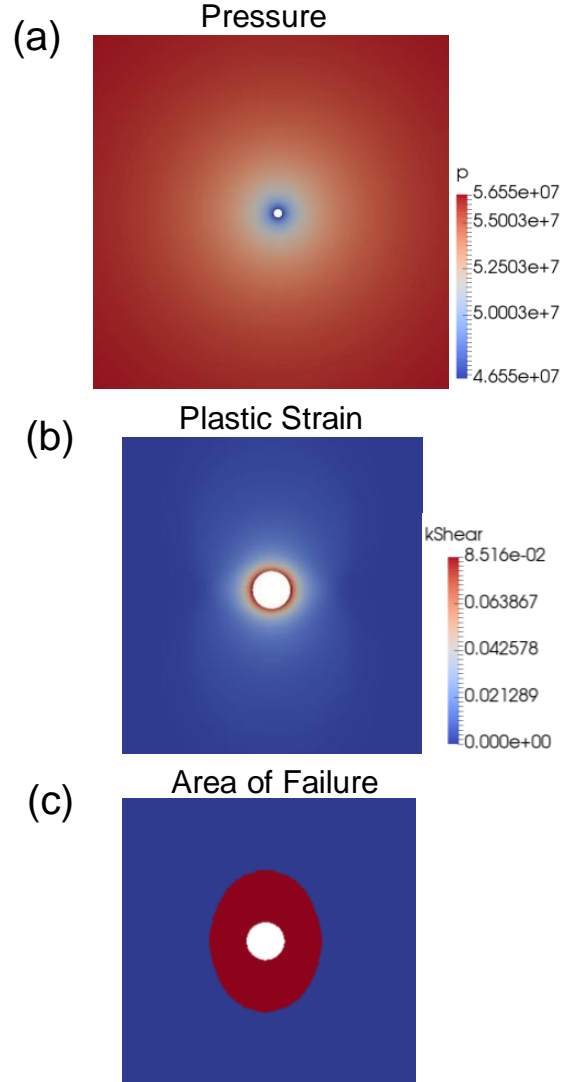 Pressure
(a)
p
5.655e+07
5.5003e+7
5.2503e+7
5.0003e+7
4.655e+07
Plastic Strain
(b)
kShear
8.516e-02
0.063867
0.042578
0.021289
0.000e+00
Area of Failure
(c)